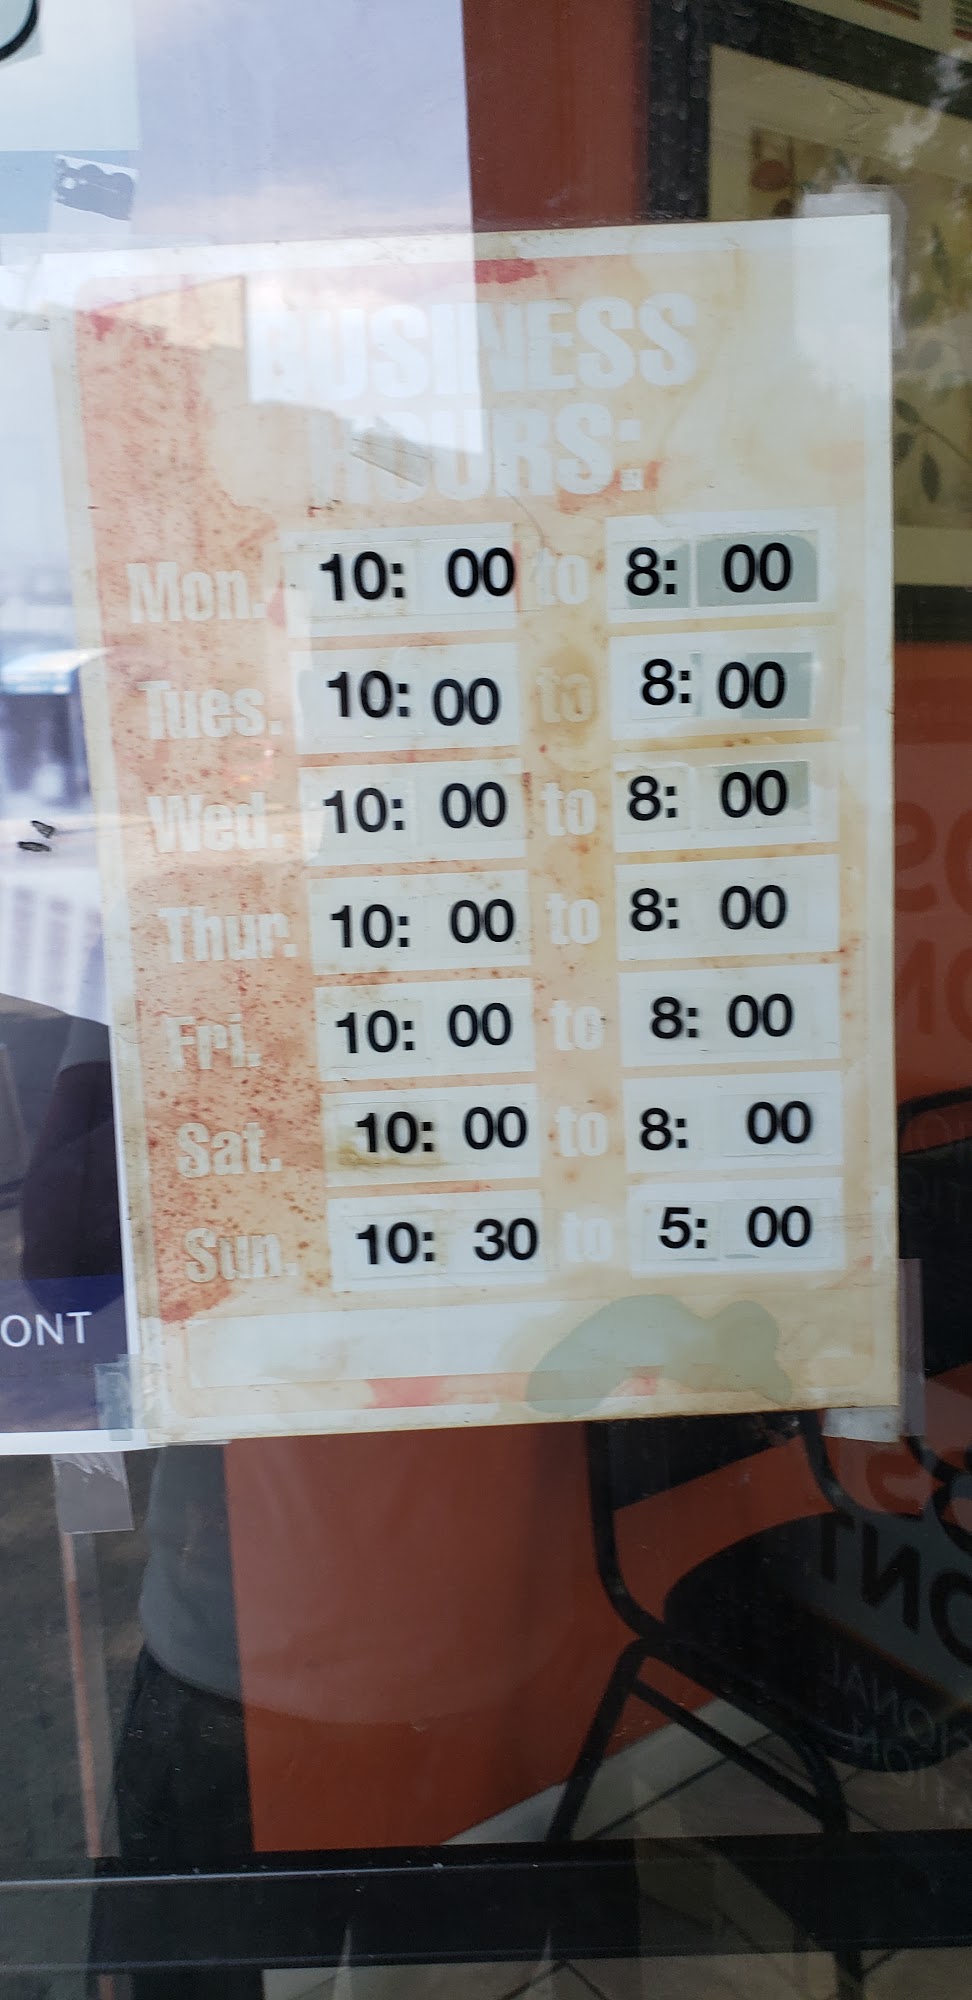 BUSINESS
HOURS:
Mon. 10: 00 to 8: 00
Tues. 10: 00 to 8: 00
Wed. 10: 00 to 8: 00
Thur. 10: 00 to 8: 00
Fri. 10: 00 to 8: 00
Sat. 10: 00 to 8: 00
Sun. 10: 30 to 5: 00
ONT